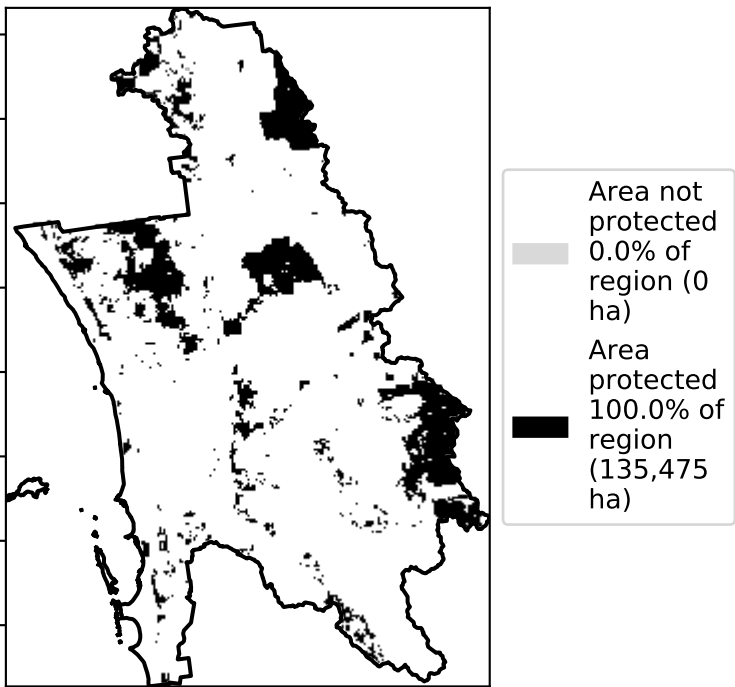 Area not
protected
0.0% of
region (0
ha)
Area
protected
100.0% of
region
(135,475
ha)